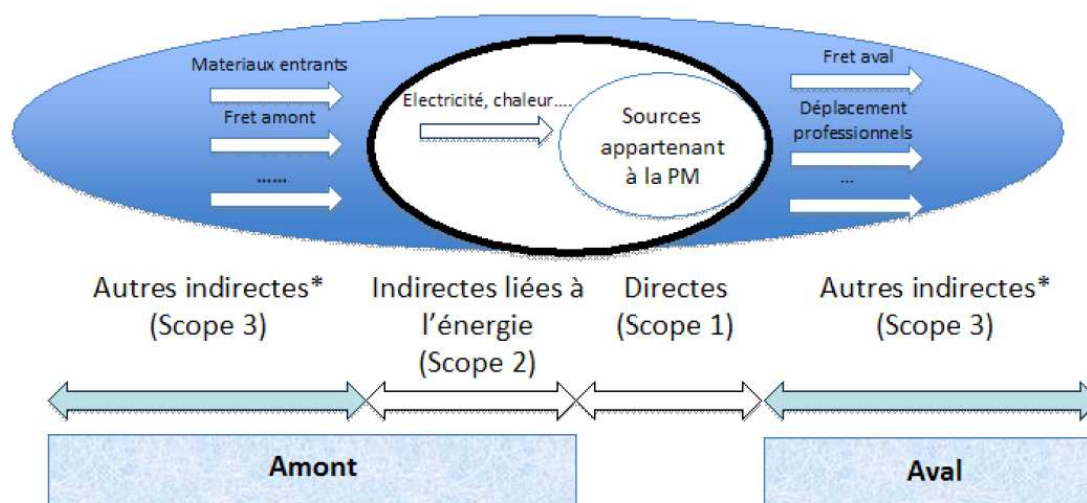 Materiaux entrants
Fret amont
......
Electricité, chaleur....
Sources
appartenant
à la PM
Fret aval
Déplacement
professionnels
...
Autres indirectes*
(Scope 3)
Indirectes liées à
l'énergie
(Scope 2)
Directes
(Scope 1)
Autres indirectes*
(Scope 3)
Amont
Aval